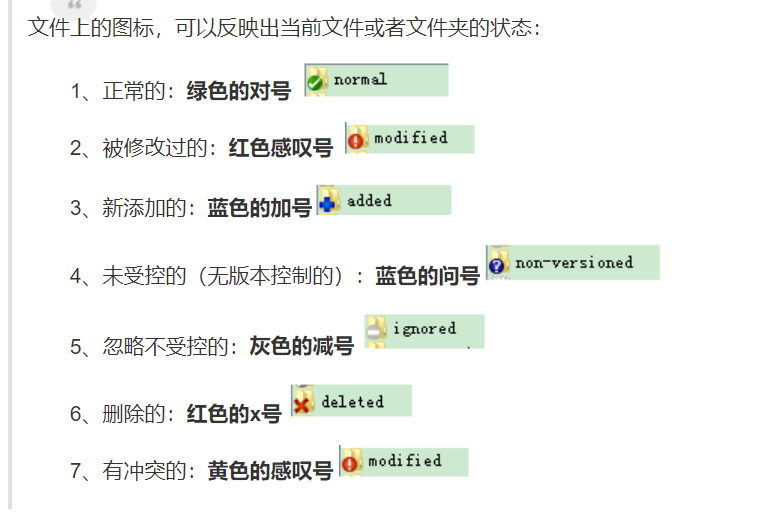 文件上的图标，可以反映出当前文件或者文件夹的状态：
1、正常的：绿色的对号 normal
2、被修改过的：红色感叹号 modified
3、新添加的：蓝色的加号 added
4、未受控的（无版本控制的）：蓝色的问号 non-versioned
5、忽略不受控的：灰色的减号 ignored
6、删除的：红色的x号 deleted
7、有冲突的：黄色的感叹号 modified